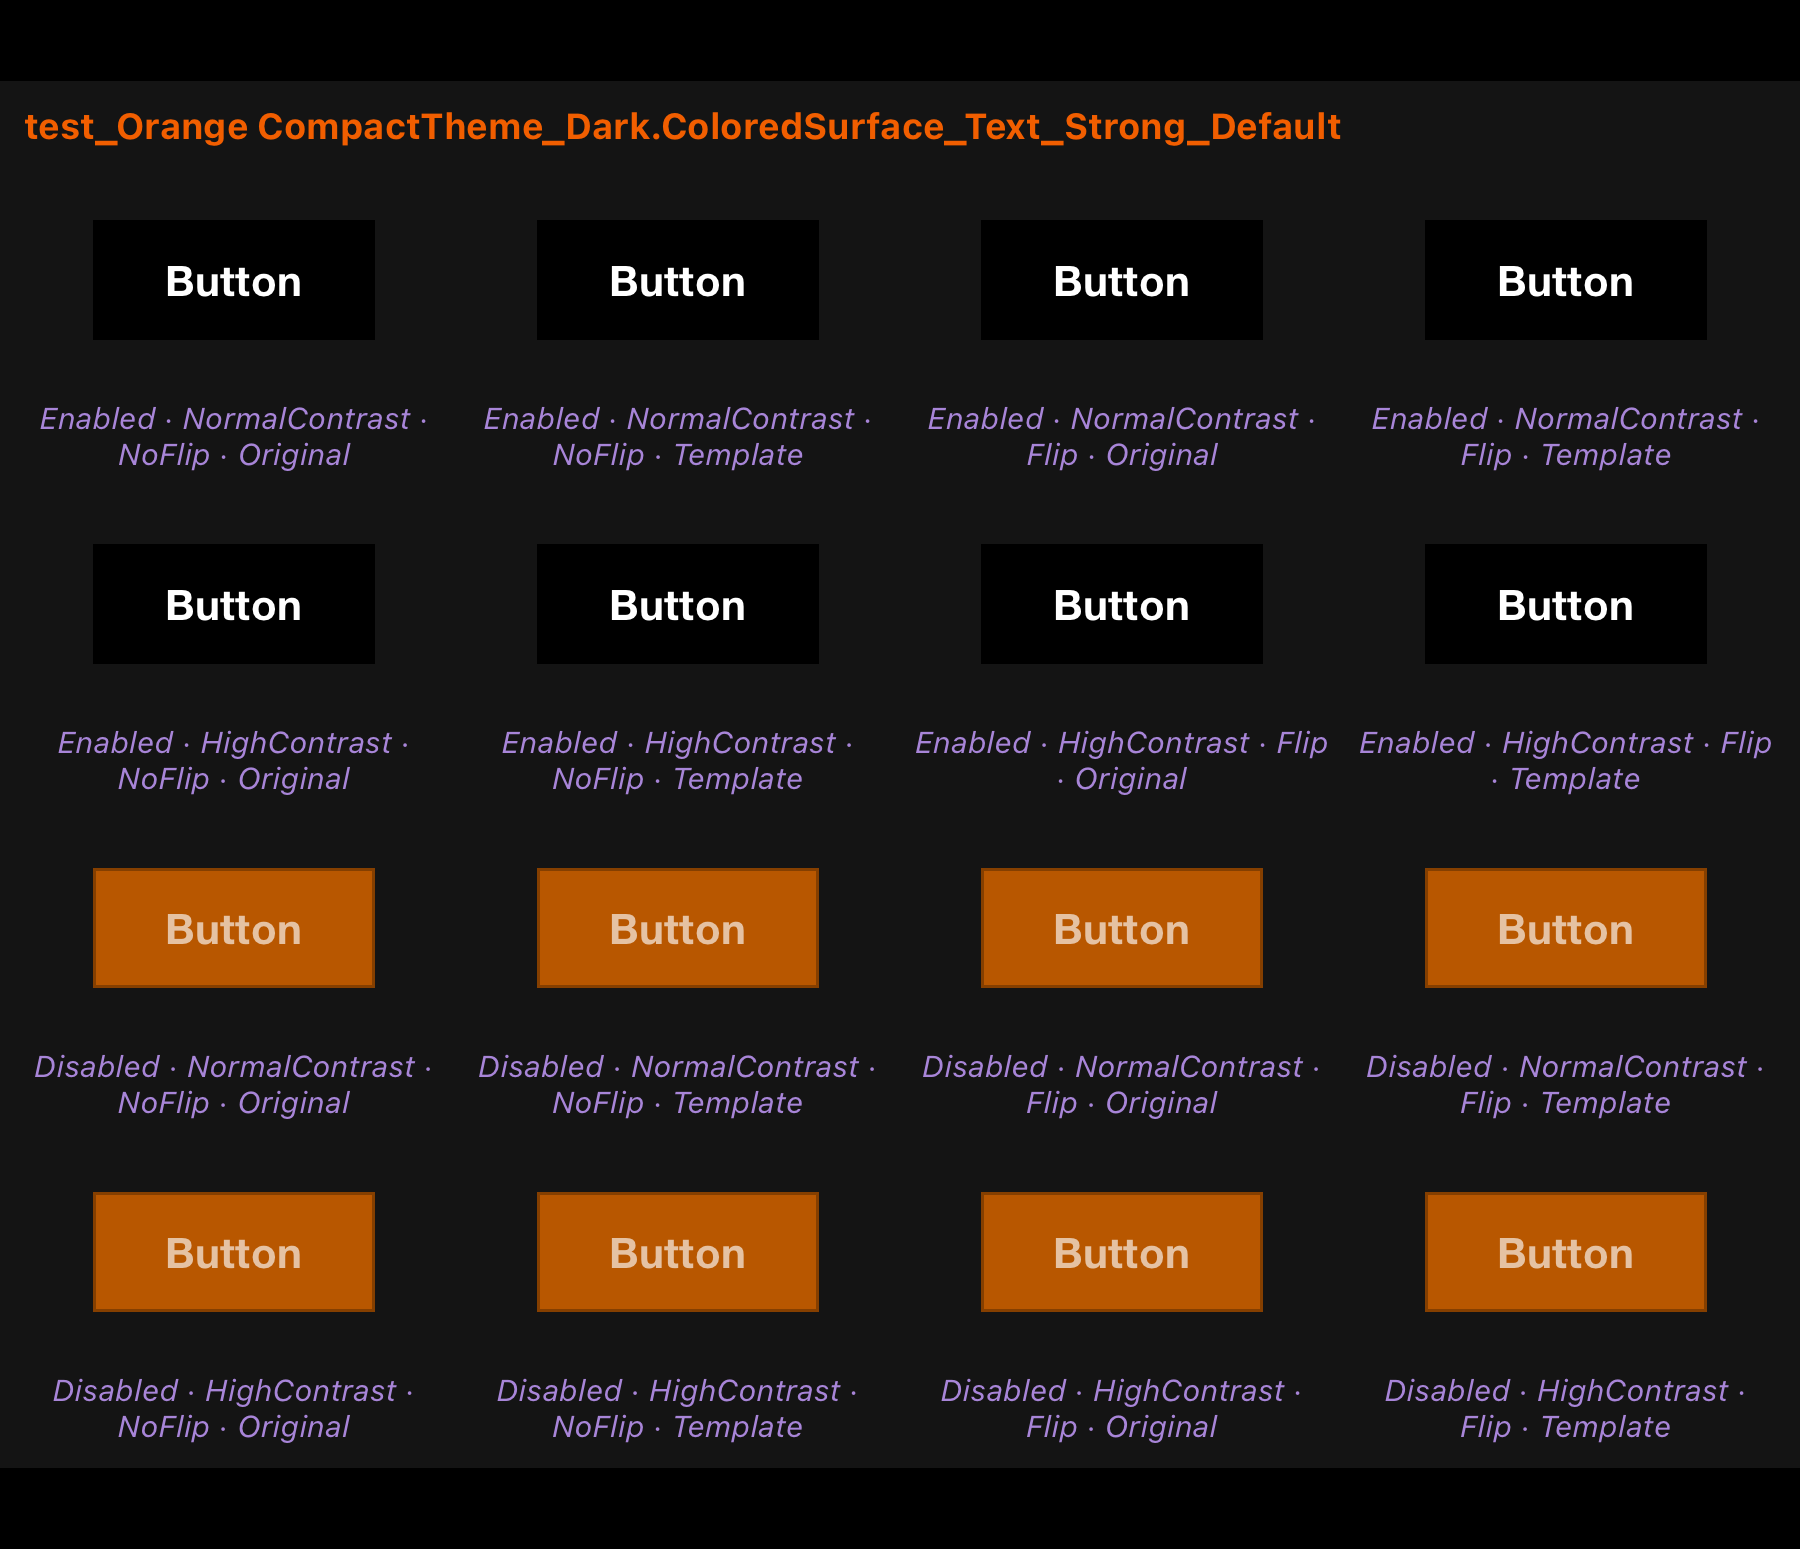 test_Orange CompactTheme_Dark.ColoredSurface_Text_Strong_Default
Button Button Button Button
Enabled · NormalContrast · Enabled · NormalContrast · Enabled · NormalContrast · Enabled · NormalContrast ·
NoFlip · Original NoFlip · Template Flip · Original Flip · Template
Button Button Button Button
Enabled · HighContrast · Enabled · HighContrast · Enabled · HighContrast · Flip Enabled · HighContrast · Flip
NoFlip · Original NoFlip · Template · Original · Template
Button Button Button Button
Disabled · NormalContrast · Disabled · NormalContrast · Disabled · NormalContrast · Disabled · NormalContrast ·
NoFlip · Original NoFlip · Template Flip · Original Flip · Template
Button Button Button Button
Disabled · HighContrast · Disabled · HighContrast · Disabled · HighContrast · Disabled · HighContrast ·
NoFlip · Original NoFlip · Template Flip · Original Flip · Template